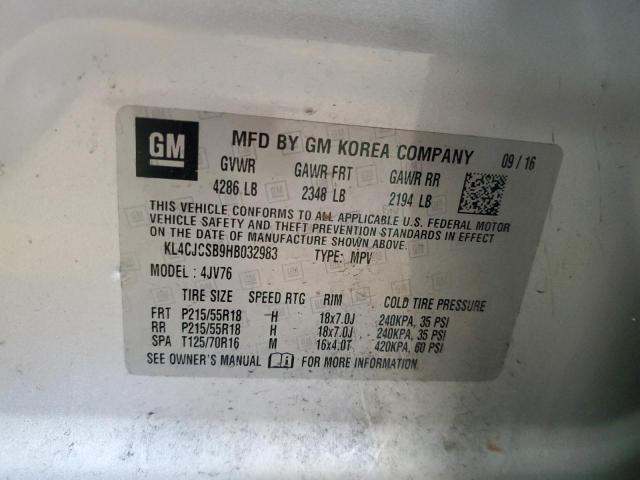 GM MFD BY GM KOREA COMPANY 09/16
GVWR GAWR FRT GAWR RR
4286 LB 2348 LB 2194 LB
THIS VEHICLE CONFORMS TO ALL APPLICABLE U.S. FEDERAL MOTOR
VEHICLE SAFETY AND THEFT PREVENTION STANDARDS IN EFFECT
ON THE DATE OF MANUFACTURE SHOWN ABOVE.
KL4CJCSB9HB032983 TYPE: MPV
MODEL: 4JV76
TIRE SIZE SPEED RTG RIM COLD TIRE PRESSURE
FRT P215/55R18 H 18x7.0J 240KPA, 35 PSI
RR P215/55R18 H 18x7.0J 240KPA, 35 PSI
SPA T125/70R16 M 16x4.0T 420KPA, 60 PSI
SEE OWNER'S MANUAL FOR MORE INFORMATION.